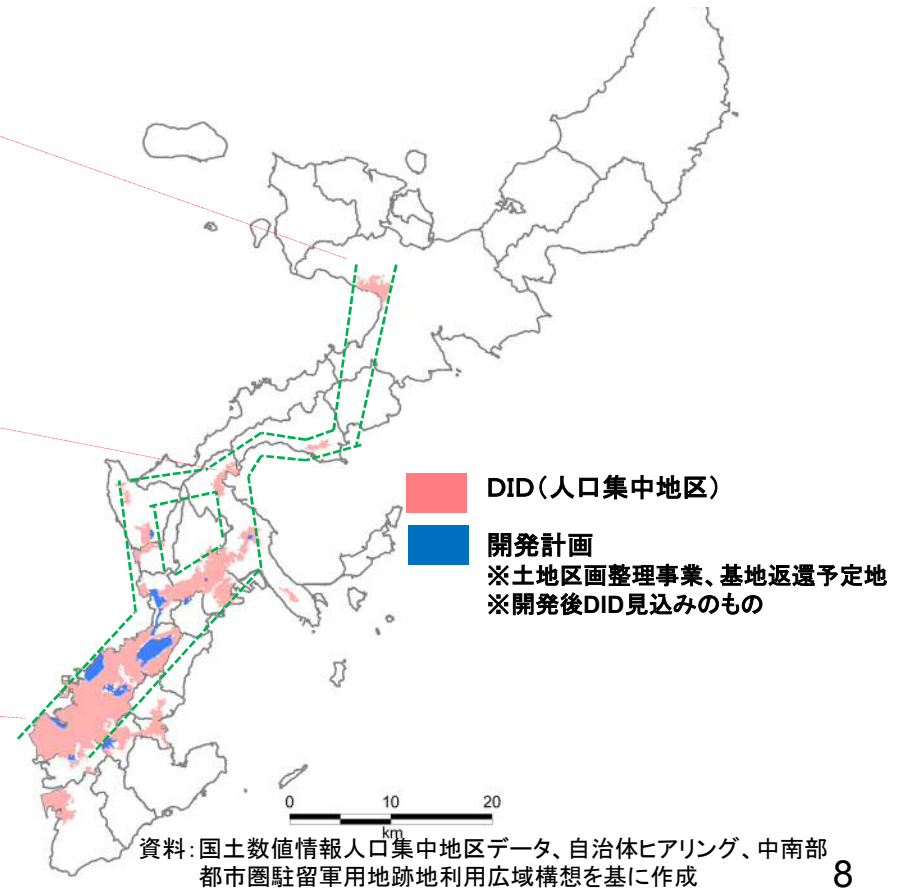 DID（人口集中地区）
開発計画
※土地区画整理事業、基地返還予定地
※開発後DID見込みのもの
0 10 20
km
資料：国土数値情報人口集中地区データ、自治体ヒアリング、中南部
都市圏駐留軍用地跡地利用広域構想を基に作成
8